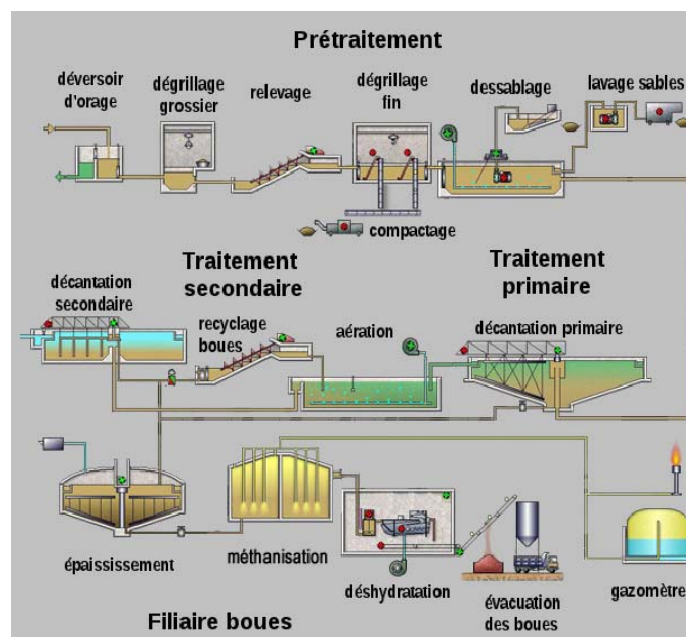 Prétraitement
déversoir
d'orage
dégrillage
grossier
relevage
dégrillage
fin
dessablage
lavage sables
compactage
Traitement
secondaire
Traitement
primaire
décantation
secondaire
recyclage
boues
aération
décantation primaire
épaississement
méthanisation
déshydratation
évacuation
des boues
gazomètre
Filiaire boues